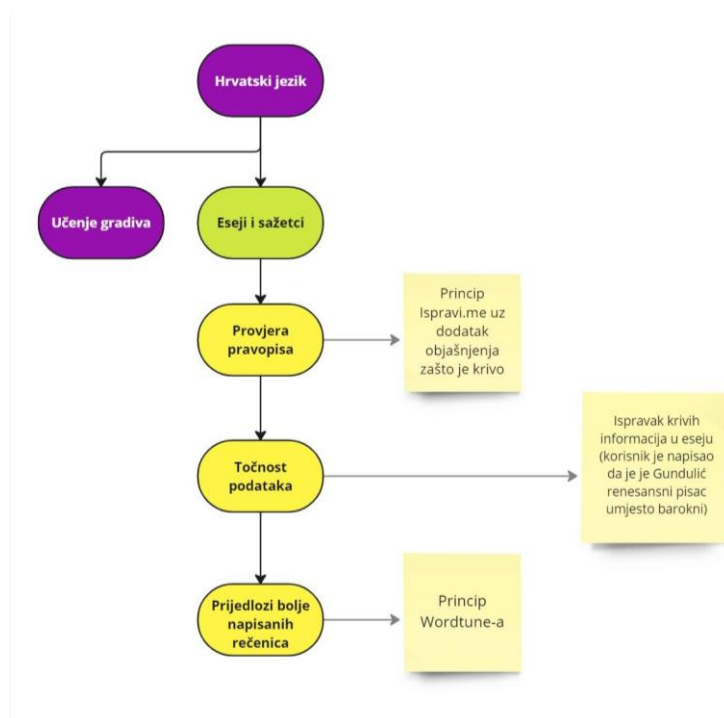 Hrvatski jezik
Učenje gradiva
Eseji i sažetci
Provjera
pravopisa
Princip
Ispravi.me uz
dodatak
objašnjenja
zašto je krivo
Točnost
podataka
Ispravak krivih
informacija u eseju
(korisnik je napisao
da je je Gundulić
renesansni pisac
umjesto barokni)
Prijedlozi bolje
napisanih
rečenica
Princip
Wordtune-a